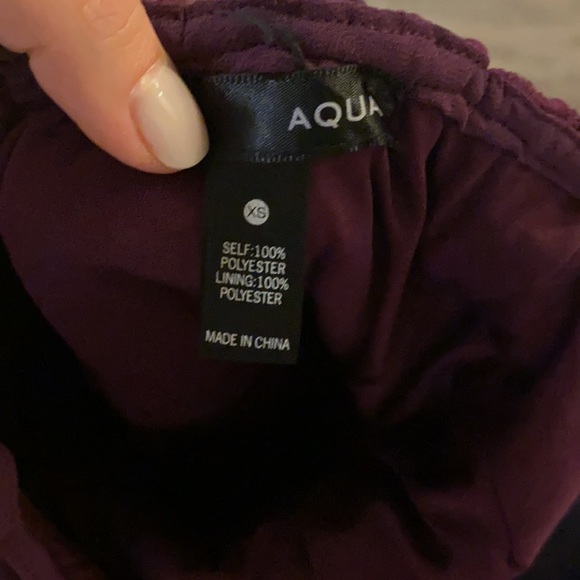 AQUA
XS
SELF:100%
POLYESTER
LINING:100%
POLYESTER
MADE IN CHINA